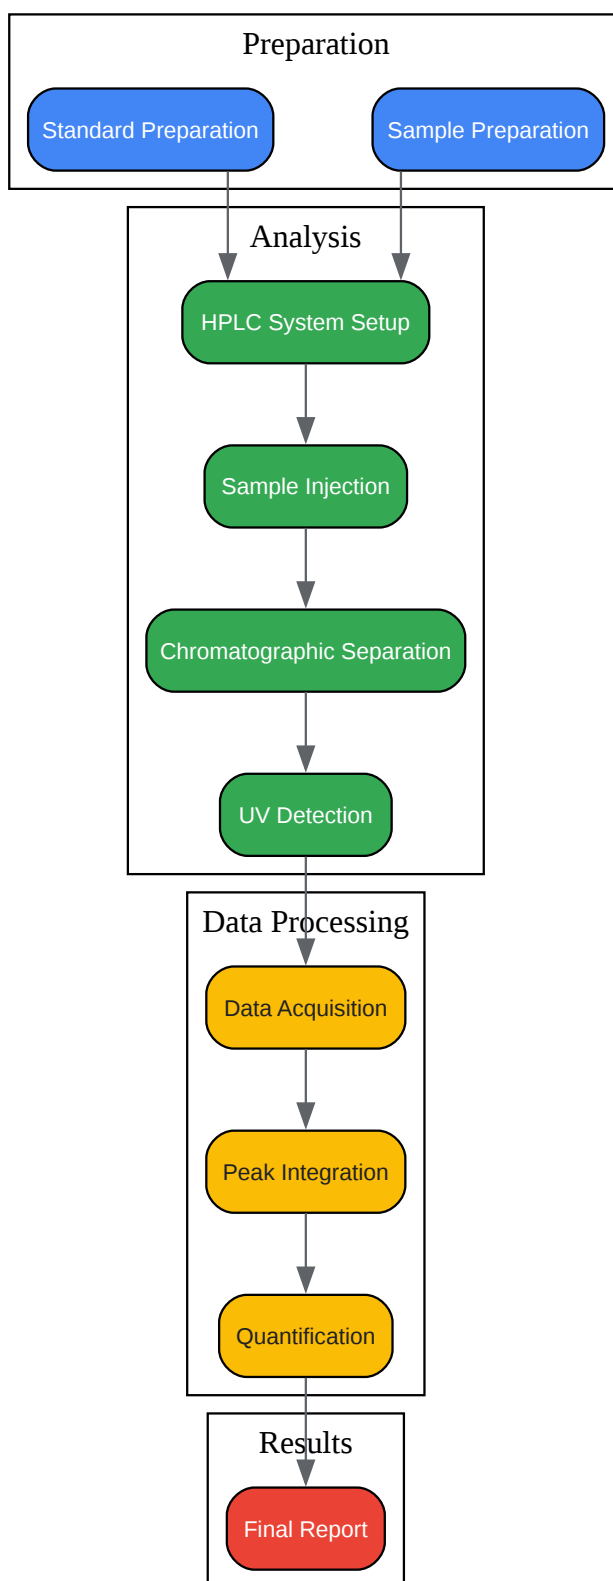 Preparation
Standard Preparation
Sample Preparation
Analysis
HPLC System Setup
Sample Injection
Chromatographic Separation
UV Detection
Data Processing
Data Acquisition
Peak Integration
Quantification
Results
Final Report